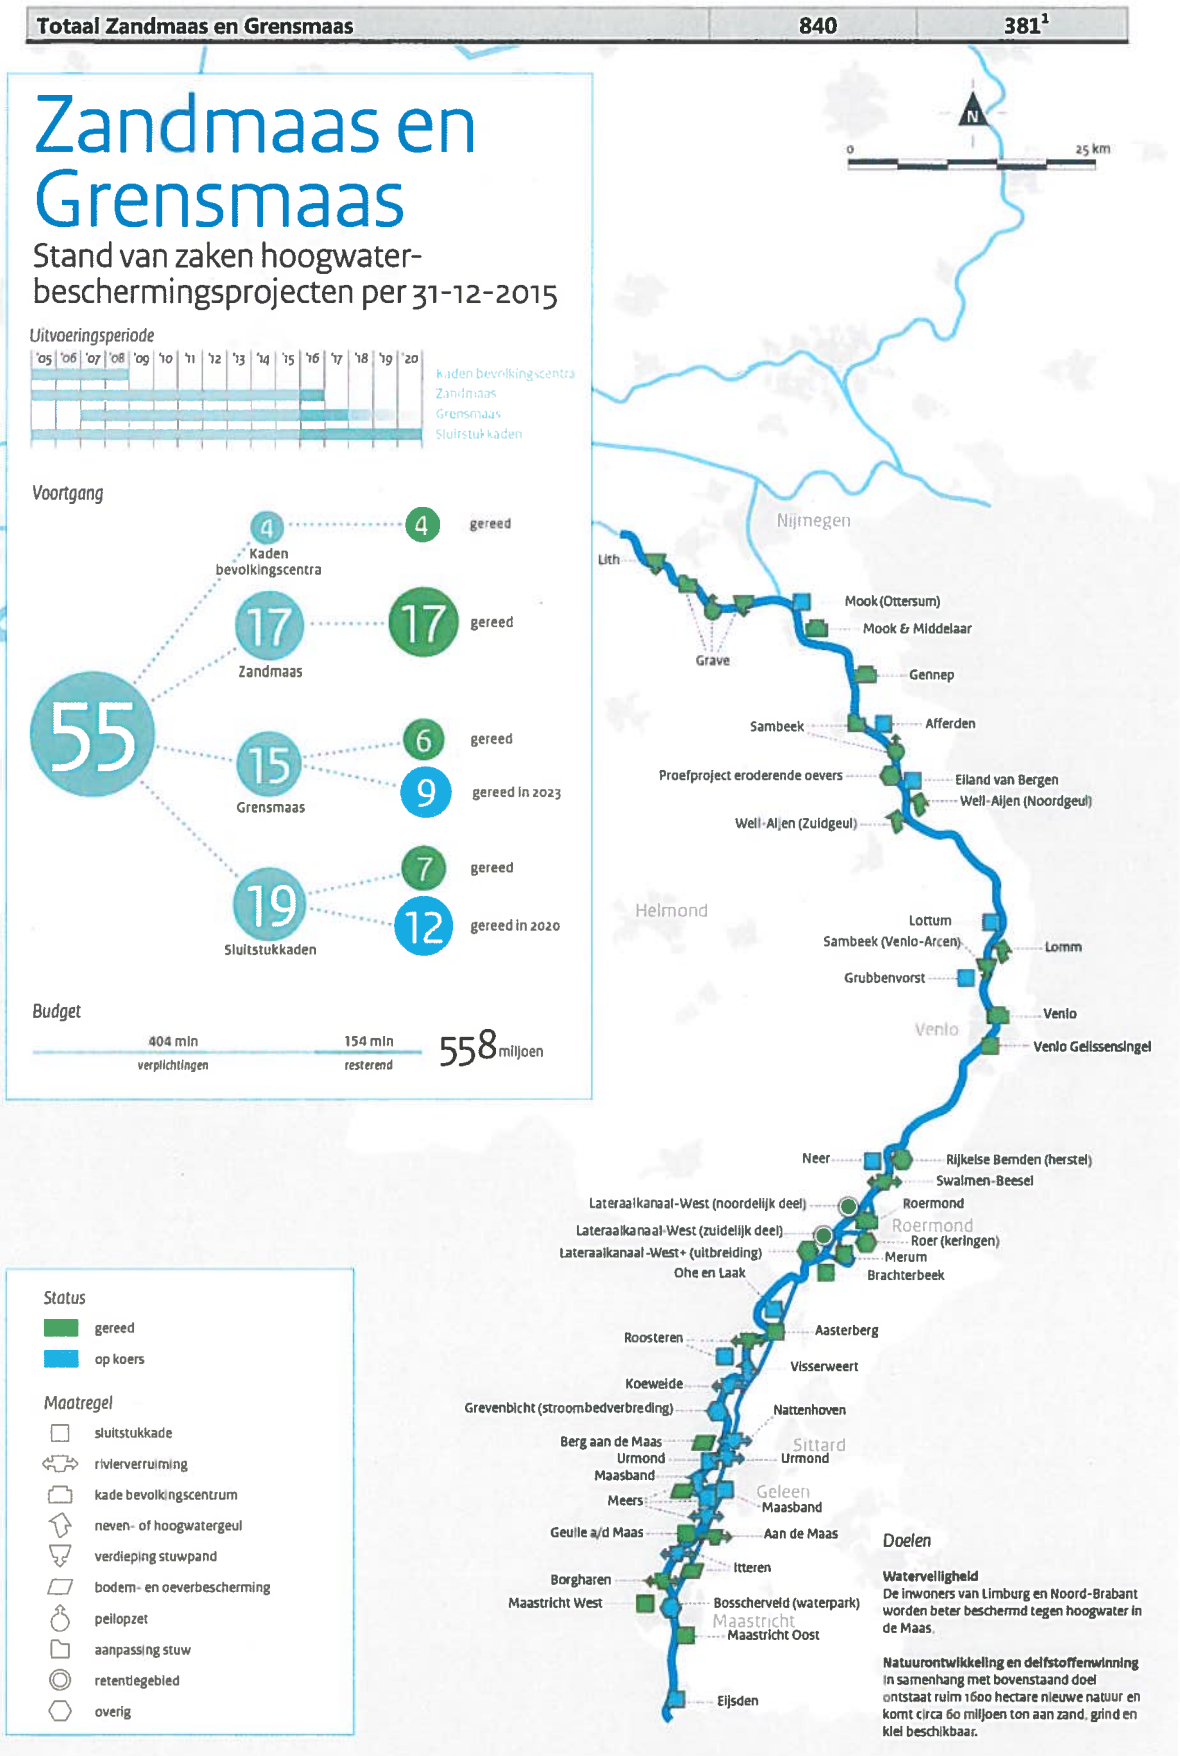 Totaal Zandmaas en Grensmaas 840 381¹
Zandmaas en
Grensmaas
Stand van zaken hoogwater-
beschermingsprojecten per 31-12-2015
Uitvoeringsperiode
'05 '06 '07 '08 '09 '10 '11 '12 '13 '14 '15 '16 '17 '18 '19 '20
Kaden bevolkingscentra
Zandmaas
Grensmaas
Sluitstukkaden
Voortgang
55
4
Kaden
bevolkingscentra
4 gereed
17
Zandmaas
17 gereed
15
Grensmaas
6 gereed
9 gereed in 2023
19
Sluitstukkaden
7 gereed
12 gereed in 2020
Budget
404 mln
verplichtingen
154 mln
resterend
558 miljoen
N
0 25 km
Nijmegen
Lith
Grave
Mook (Ottersum)
Mook & Middelaar
Gennep
Sambeek
Afferden
Proefproject eroderende oevers
Eiland van Bergen
Well-Aijen (Noordgeul)
Well-Aijen (Zuidgeul)
Helmond
Lottum
Sambeek (Venlo-Arcen)
Lomm
Grubbenvorst
Venlo
Venlo
Venlo Gelissensingel
Neer
Rijkelse Bemden (herstel)
Swalmen-Beesel
Lateraalkanaal-West (noordelijk deel)
Roermond
Roermond
Lateraalkanaal-West (zuidelijk deel)
Roer (keringen)
Lateraalkanaal-West+ (uitbreiding)
Merum
Ohe en Laak
Brachterbeek
Roosteren
Aasterberg
Visserweert
Koeweide
Grevenbicht (stroombedverbreding)
Nattenhoven
Berg aan de Maas
Sittard
Urmond
Urmond
Maasband
Geleen
Meers
Maasband
Geulle a/d Maas
Aan de Maas
Itteren
Borgharen
Maastricht West
Bosscherveld (waterpark)
Maastricht
Maastricht Oost
Eijsden
Status
gereed
op koers
Maatregel
sluitstukkade
rivierverruiming
kade bevolkingscentrum
neven- of hoogwatergeul
verdieping stuwpand
bodem- en oeverbescherming
peilopzet
aanpassing stuw
retentiegebied
overig
Doelen
Waterveiligheid
De inwoners van Limburg en Noord-Brabant
worden beter beschermd tegen hoogwater in
de Maas.
Natuurontwikkeling en delfstoffenwinning
In samenhang met bovenstaand doel
ontstaat ruim 1600 hectare nieuwe natuur en
komt circa 60 miljoen ton aan zand, grind en
klei beschikbaar.